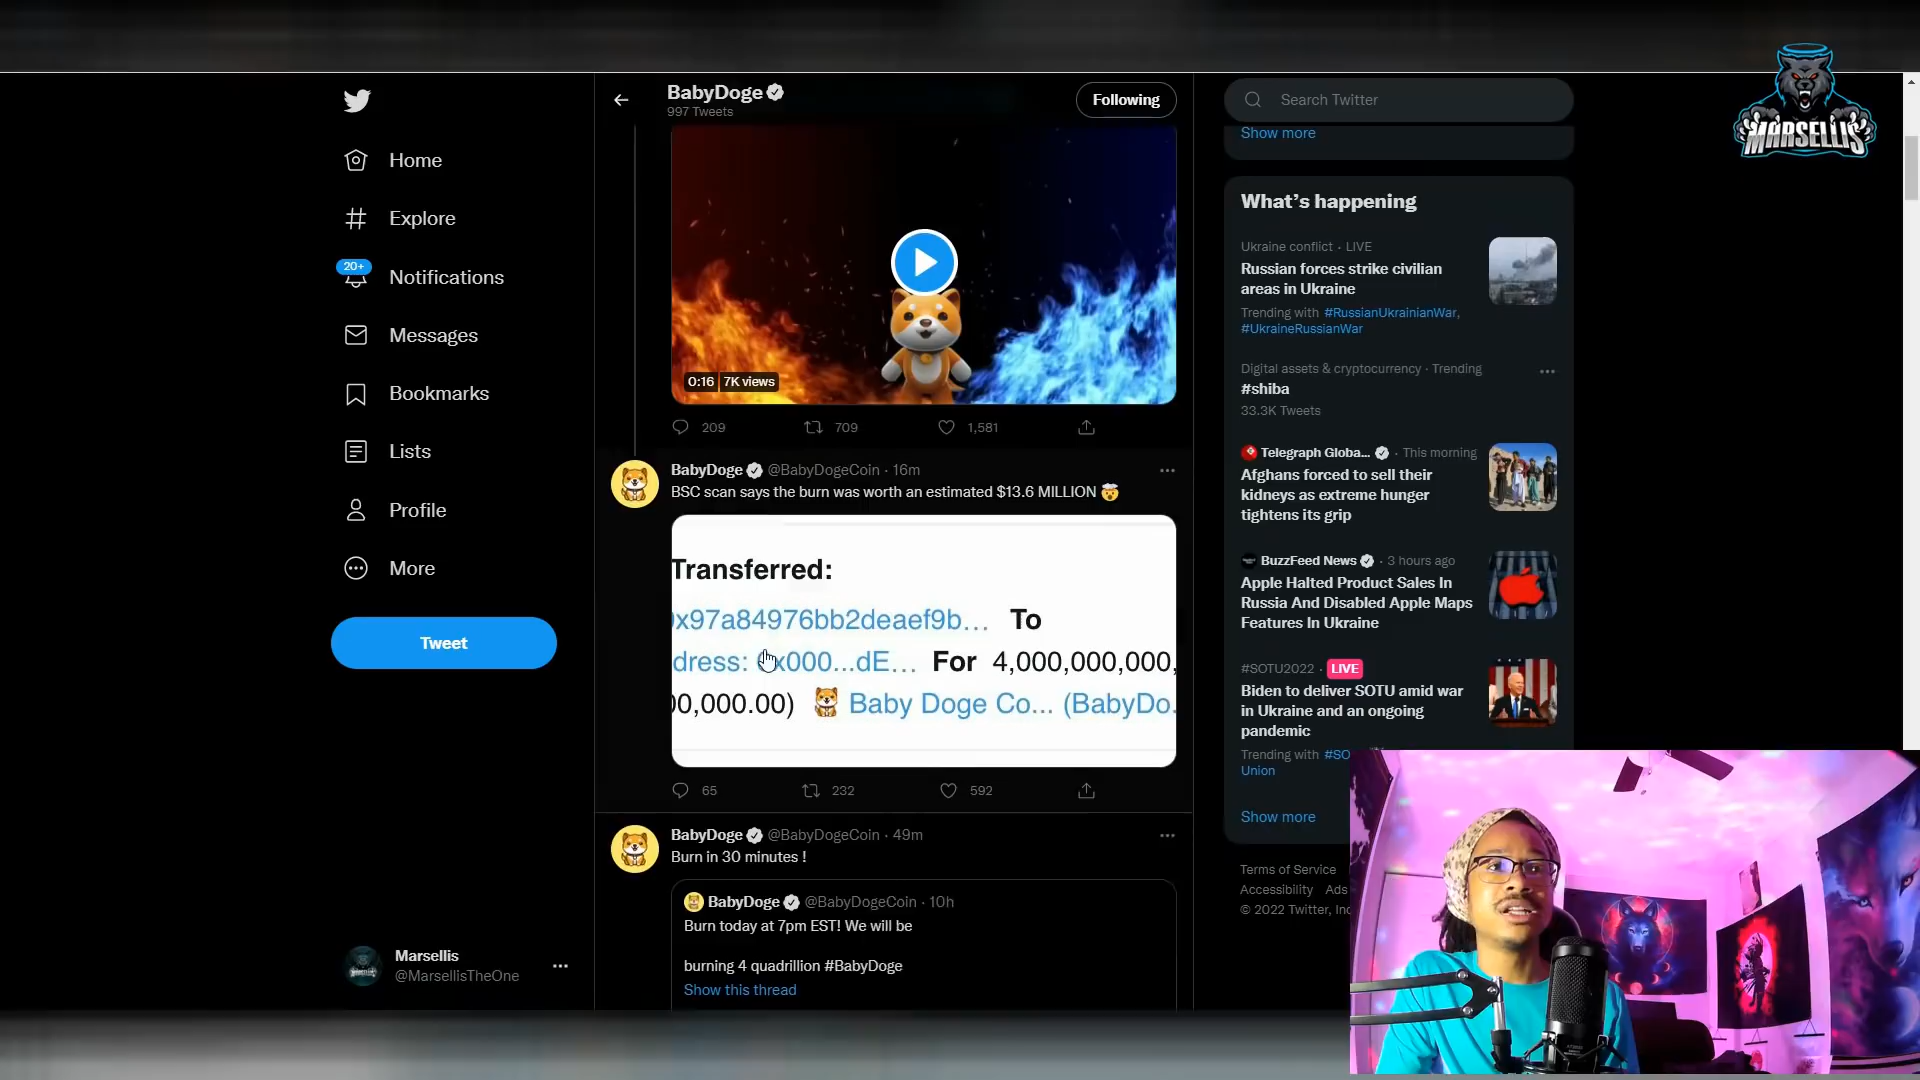 MARSELLIS
Home
Explore
20+
Notifications
Messages
Bookmarks
Lists
Profile
More
Tweet
Marsellis
@MarsellisTheOne
BabyDoge
997 Tweets
Following
0:16 7K views
209 709 1,581
BabyDoge @BabyDogeCoin · 16m
BSC scan says the burn was worth an estimated $13.6 MILLION 🤯
Transferred:
0x97a84976bb2deaef9b... To
dress: 0x000...dE... For 4,000,000,000,
00,000.00) Baby Doge Co... (BabyDo.
65 232 592
BabyDoge @BabyDogeCoin · 49m
Burn in 30 minutes !
BabyDoge @BabyDogeCoin · 10h
Burn today at 7pm EST! We will be
burning 4 quadrillion #BabyDoge
Show this thread
Search Twitter
Show more
What's happening
Ukraine conflict · LIVE
Russian forces strike civilian
areas in Ukraine
Trending with #RussianUkrainianWar,
#UkraineRussianWar
Digital assets & cryptocurrency · Trending
#shiba
33.3K Tweets
Telegraph Globa... · This morning
Afghans forced to sell their
kidneys as extreme hunger
tightens its grip
BuzzFeed News · 3 hours ago
Apple Halted Product Sales In
Russia And Disabled Apple Maps
Features In Ukraine
#SOTU2022 · LIVE
Biden to deliver SOTU amid war
in Ukraine and an ongoing
pandemic
Trending with #SO
Union
Show more
Terms of Service
Accessibility Ads
© 2022 Twitter, Inc